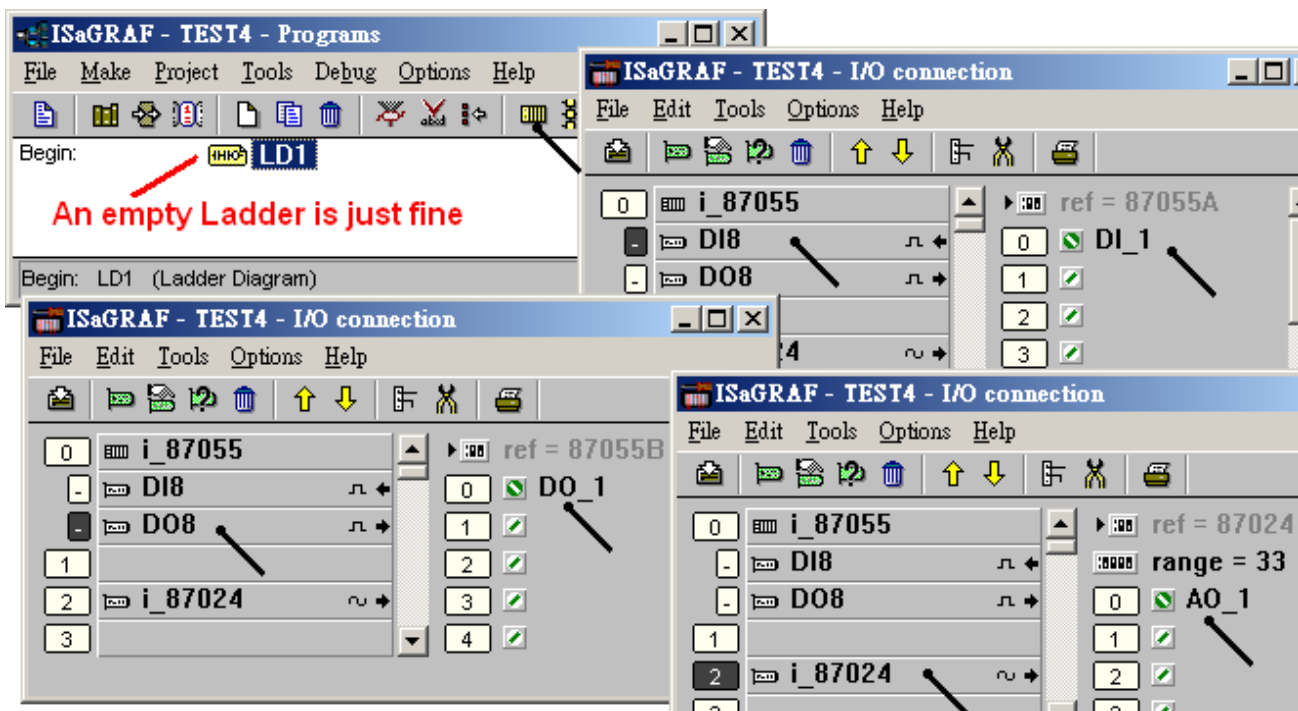 ISaGRAF - TEST4 - Programs
File Make Project Tools Debug Options Help
Begin: LD1
An empty Ladder is just fine
Begin: LD1 (Ladder Diagram)
ISaGRAF - TEST4 - I/O connection
File Edit Tools Options Help
0 i_87055
- DI8
- DO8
24
ref = 87055A
0 DI_1
1
2
3
ISaGRAF - TEST4 - I/O connection
File Edit Tools Options Help
0 i_87055
- DI8
- DO8
1
2 i_87024
3
ref = 87055B
0 DO_1
1
2
3
4
ISaGRAF - TEST4 - I/O connection
File Edit Tools Options Help
0 i_87055
- DI8
- DO8
1
2 i_87024
ref = 87024
range = 33
0 AO_1
1
2